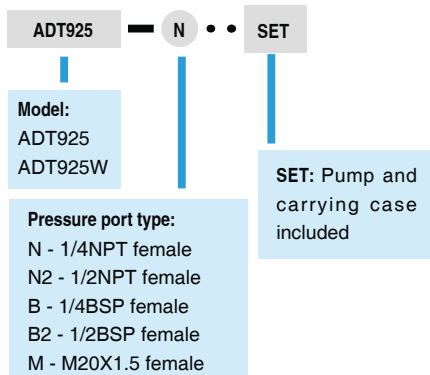 ADT925 — N • • SET
Model:
ADT925
ADT925W
Pressure port type:
N - 1/4NPT female
N2 - 1/2NPT female
B - 1/4BSP female
B2 - 1/2BSP female
M - M20X1.5 female
SET: Pump and
carrying case
included